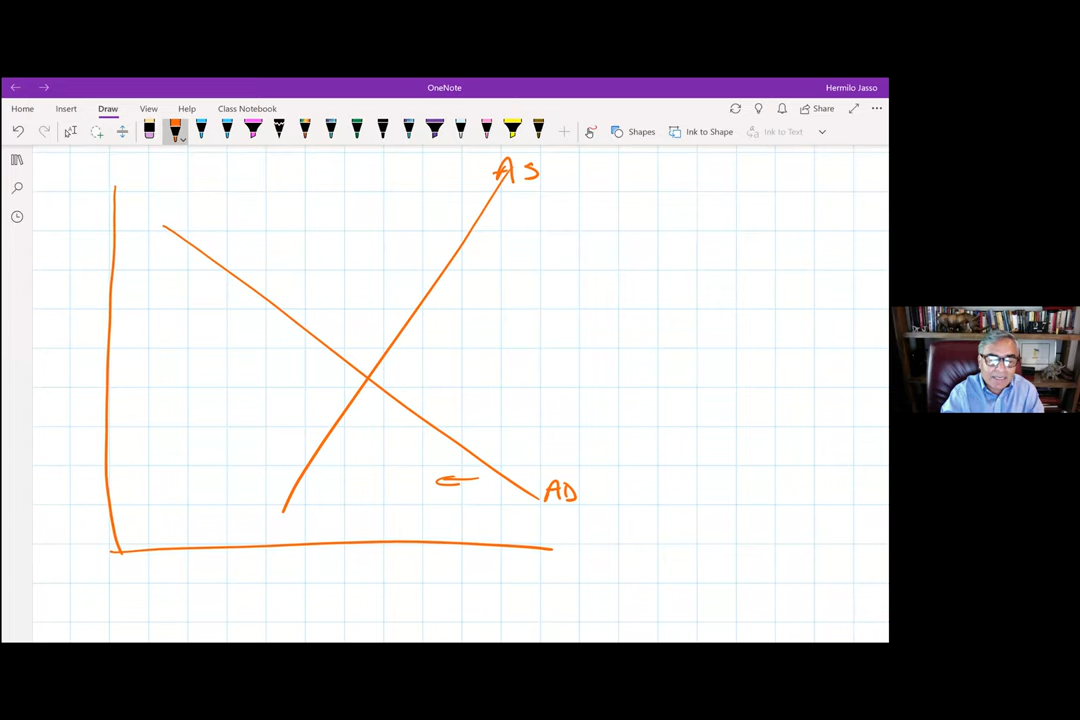 OneNote
Hermilo Jasso
Home Insert Draw View Help Class Notebook
Share
Shapes Ink to Shape Ink to Text
AS
AD